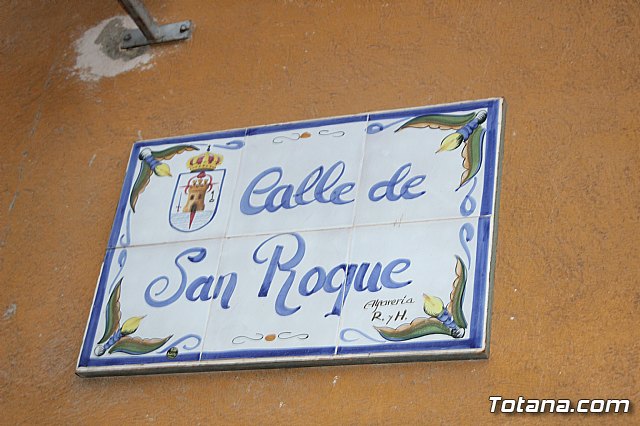 Calle de
San Roque
Alfarería
R. y H.
Totana.com